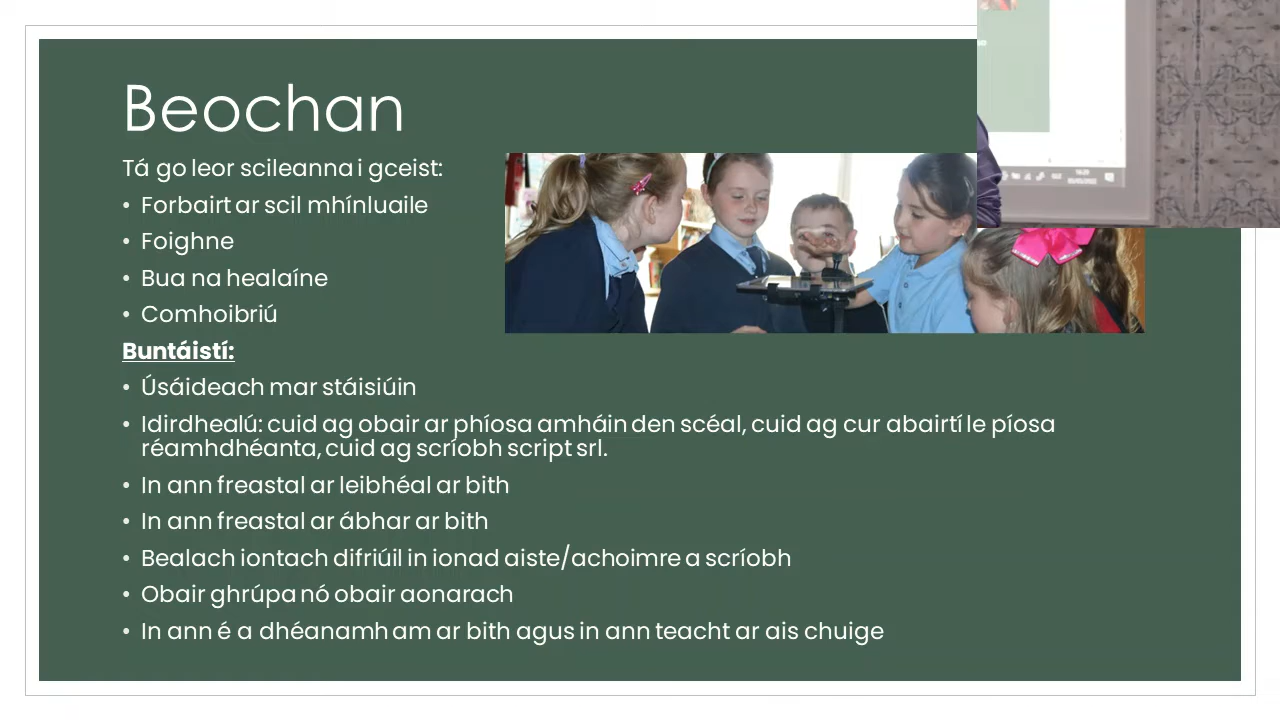 Beochan
Tá go leor scileanna i gceist:
• Forbairt ar scil mhínluaile
• Foighne
• Bua na healaíne
• Comhoibriú
Buntáistí:
• Úsáideach mar stáisiúin
• Idirdhealú: cuid ag obair ar phíosa amháin den scéal, cuid ag cur abairtí le píosa
réamhdhéanta, cuid ag scríobh script srl.
• In ann freastal ar leibhéal ar bith
• In ann freastal ar ábhar ar bith
• Bealach iontach difriúil in ionad aiste/achoimre a scríobh
• Obair ghrúpa nó obair aonarach
• In ann é a dhéanamh am ar bith agus in ann teacht ar ais chuige